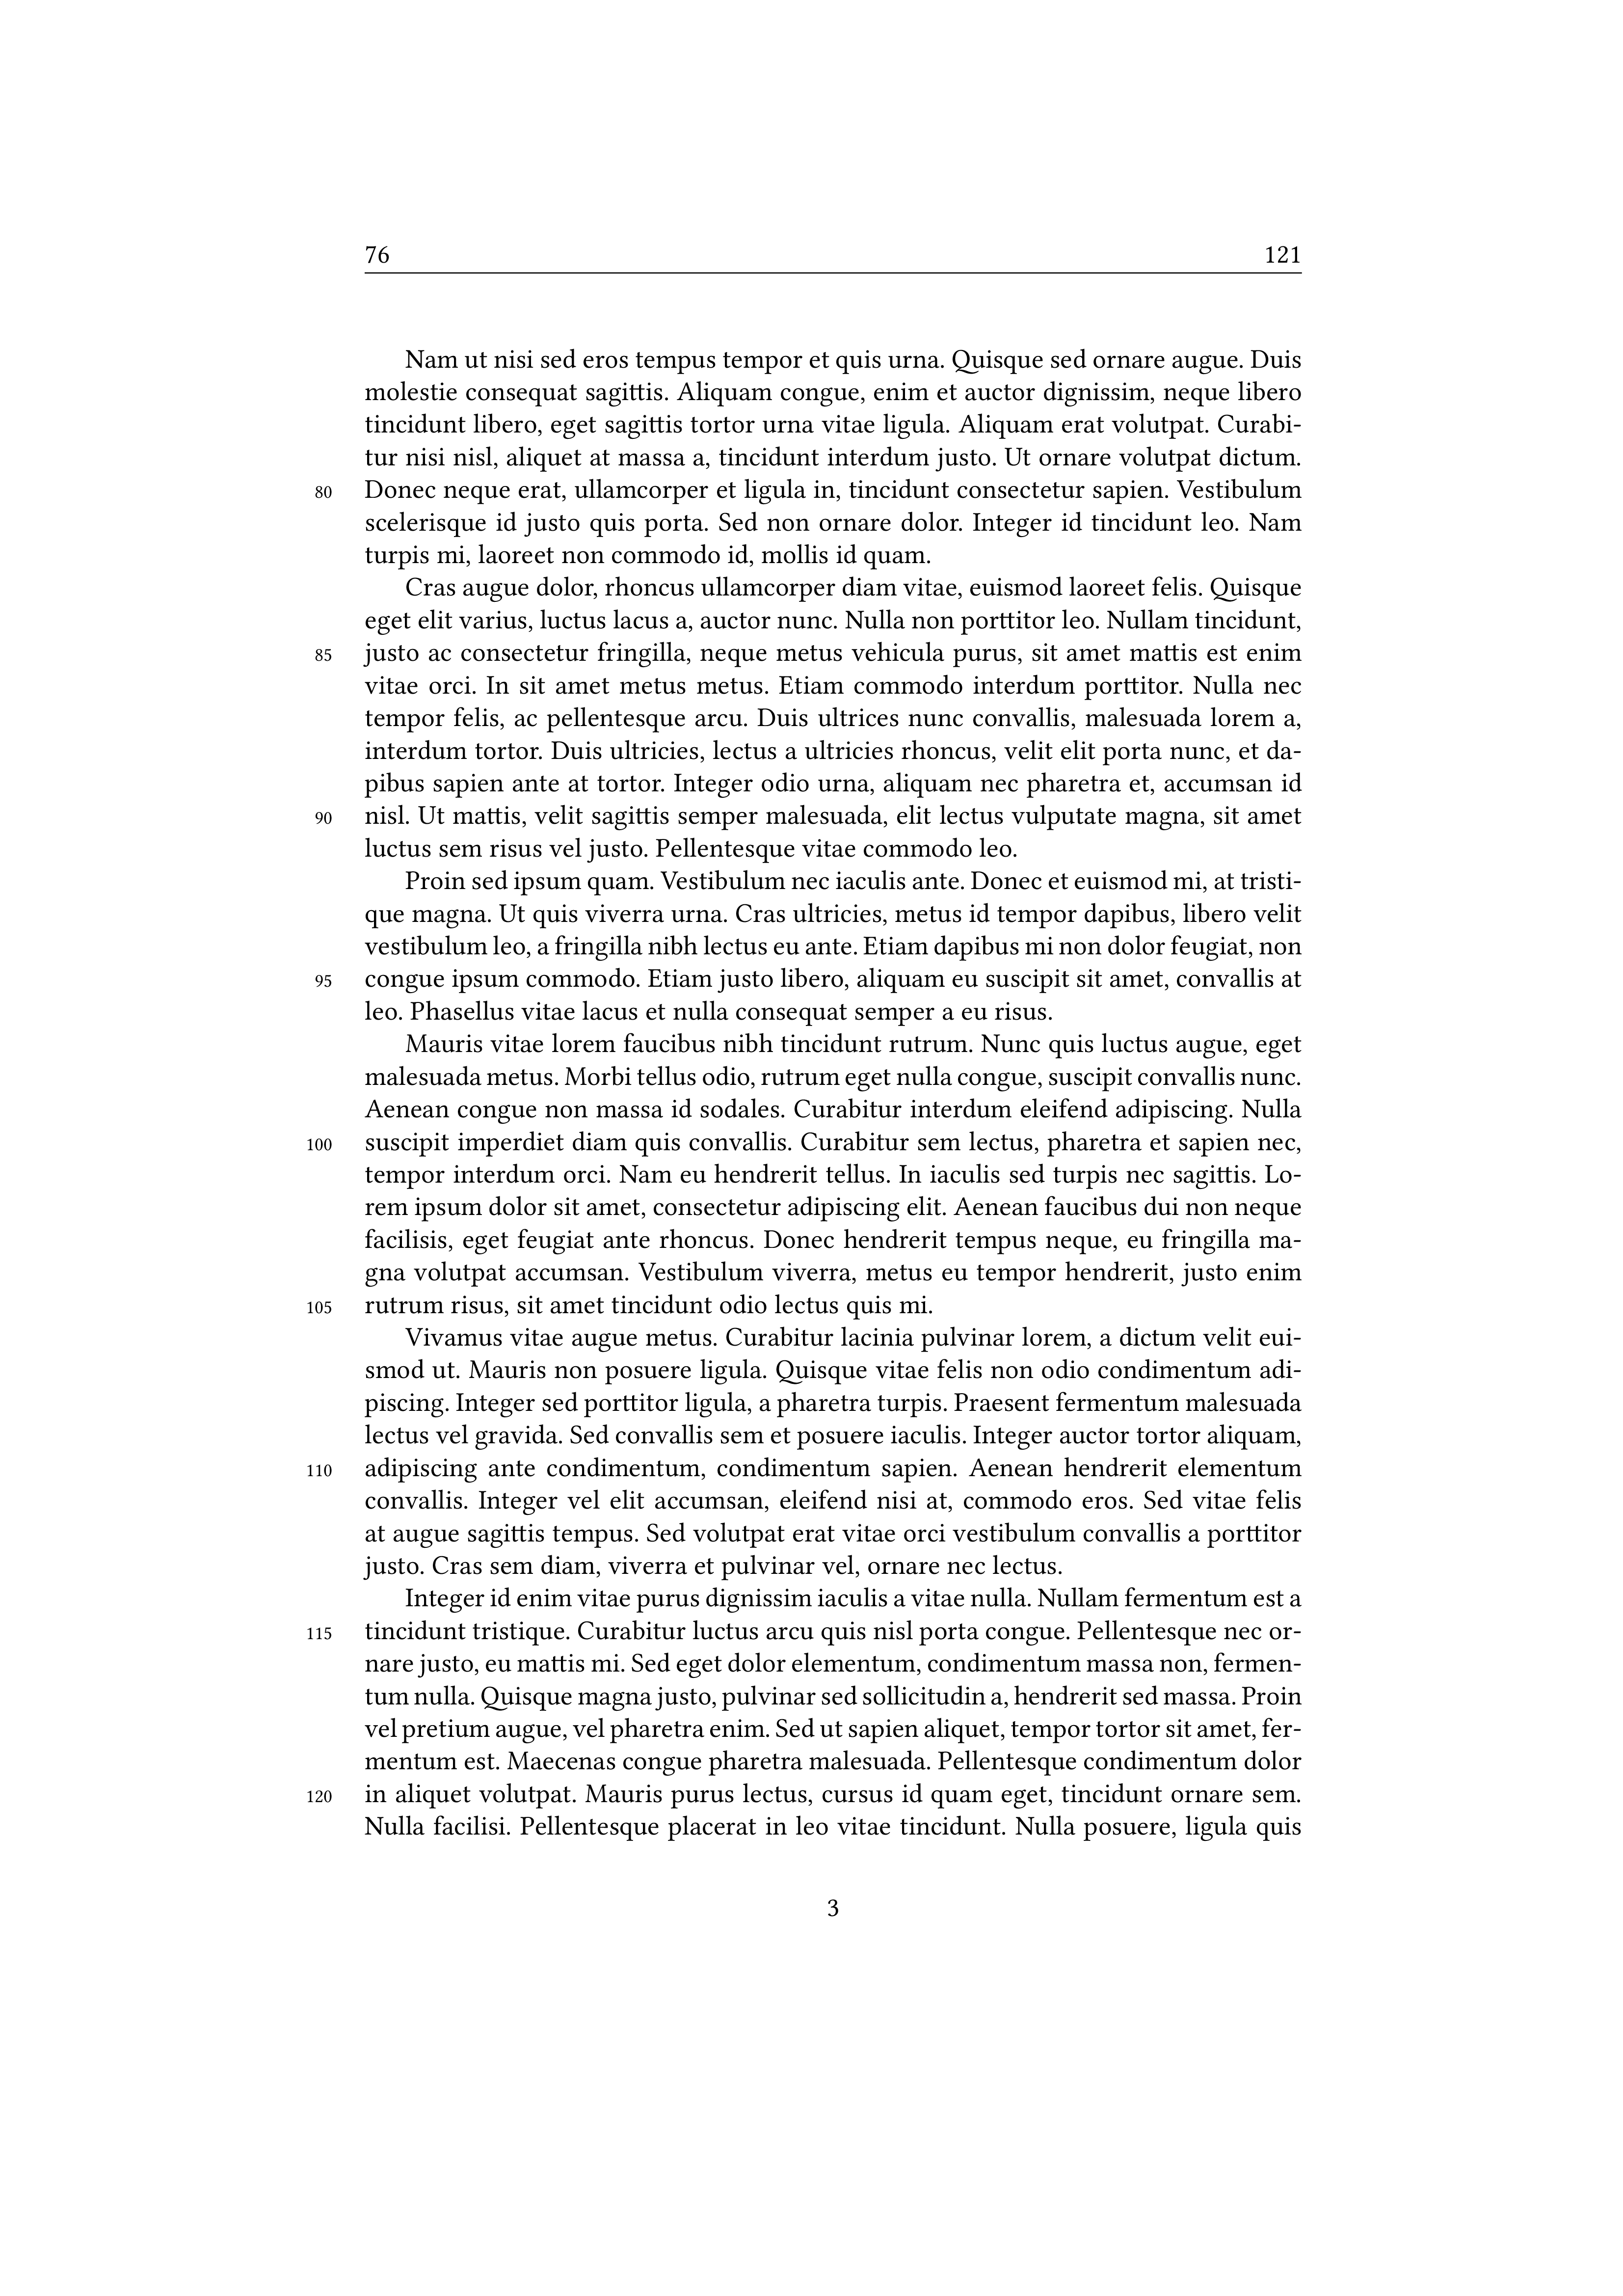 76 121
Nam ut nisi sed eros tempus tempor et quis urna. Quisque sed ornare augue. Duis
molestie consequat sagittis. Aliquam congue, enim et auctor dignissim, neque libero
tincidunt libero, eget sagittis tortor urna vitae ligula. Aliquam erat volutpat. Curabi-
tur nisi nisl, aliquet at massa a, tincidunt interdum justo. Ut ornare volutpat dictum.
80 Donec neque erat, ullamcorper et ligula in, tincidunt consectetur sapien. Vestibulum
scelerisque id justo quis porta. Sed non ornare dolor. Integer id tincidunt leo. Nam
turpis mi, laoreet non commodo id, mollis id quam.
Cras augue dolor, rhoncus ullamcorper diam vitae, euismod laoreet felis. Quisque
eget elit varius, luctus lacus a, auctor nunc. Nulla non porttitor leo. Nullam tincidunt,
85 justo ac consectetur fringilla, neque metus vehicula purus, sit amet mattis est enim
vitae orci. In sit amet metus metus. Etiam commodo interdum porttitor. Nulla nec
tempor felis, ac pellentesque arcu. Duis ultrices nunc convallis, malesuada lorem a,
interdum tortor. Duis ultricies, lectus a ultricies rhoncus, velit elit porta nunc, et da-
pibus sapien ante at tortor. Integer odio urna, aliquam nec pharetra et, accumsan id
90 nisl. Ut mattis, velit sagittis semper malesuada, elit lectus vulputate magna, sit amet
luctus sem risus vel justo. Pellentesque vitae commodo leo.
Proin sed ipsum quam. Vestibulum nec iaculis ante. Donec et euismod mi, at tristi-
que magna. Ut quis viverra urna. Cras ultricies, metus id tempor dapibus, libero velit
vestibulum leo, a fringilla nibh lectus eu ante. Etiam dapibus mi non dolor feugiat, non
95 congue ipsum commodo. Etiam justo libero, aliquam eu suscipit sit amet, convallis at
leo. Phasellus vitae lacus et nulla consequat semper a eu risus.
Mauris vitae lorem faucibus nibh tincidunt rutrum. Nunc quis luctus augue, eget
malesuada metus. Morbi tellus odio, rutrum eget nulla congue, suscipit convallis nunc.
Aenean congue non massa id sodales. Curabitur interdum eleifend adipiscing. Nulla
100 suscipit imperdiet diam quis convallis. Curabitur sem lectus, pharetra et sapien nec,
tempor interdum orci. Nam eu hendrerit tellus. In iaculis sed turpis nec sagittis. Lo-
rem ipsum dolor sit amet, consectetur adipiscing elit. Aenean faucibus dui non neque
facilisis, eget feugiat ante rhoncus. Donec hendrerit tempus neque, eu fringilla ma-
gna volutpat accumsan. Vestibulum viverra, metus eu tempor hendrerit, justo enim
105 rutrum risus, sit amet tincidunt odio lectus quis mi.
Vivamus vitae augue metus. Curabitur lacinia pulvinar lorem, a dictum velit eui-
smod ut. Mauris non posuere ligula. Quisque vitae felis non odio condimentum adi-
piscing. Integer sed porttitor ligula, a pharetra turpis. Praesent fermentum malesuada
lectus vel gravida. Sed convallis sem et posuere iaculis. Integer auctor tortor aliquam,
110 adipiscing ante condimentum, condimentum sapien. Aenean hendrerit elementum
convallis. Integer vel elit accumsan, eleifend nisi at, commodo eros. Sed vitae felis
at augue sagittis tempus. Sed volutpat erat vitae orci vestibulum convallis a porttitor
justo. Cras sem diam, viverra et pulvinar vel, ornare nec lectus.
Integer id enim vitae purus dignissim iaculis a vitae nulla. Nullam fermentum est a
115 tincidunt tristique. Curabitur luctus arcu quis nisl porta congue. Pellentesque nec or-
nare justo, eu mattis mi. Sed eget dolor elementum, condimentum massa non, fermen-
tum nulla. Quisque magna justo, pulvinar sed sollicitudin a, hendrerit sed massa. Proin
vel pretium augue, vel pharetra enim. Sed ut sapien aliquet, tempor tortor sit amet, fer-
mentum est. Maecenas congue pharetra malesuada. Pellentesque condimentum dolor
120 in aliquet volutpat. Mauris purus lectus, cursus id quam eget, tincidunt ornare sem.
Nulla facilisi. Pellentesque placerat in leo vitae tincidunt. Nulla posuere, ligula quis
3